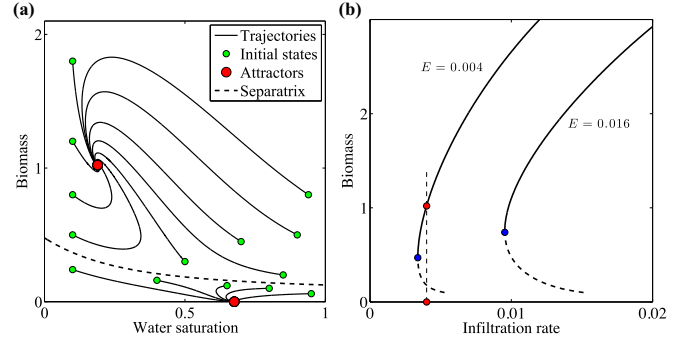 (a)
2
1
0
0
0.5
1
Biomass
Water saturation
Trajectories
Initial states
Attractors
Separatrix
(b)
2
1
0
0
0.01
0.02
Biomass
Infiltration rate
E = 0.004
E = 0.016